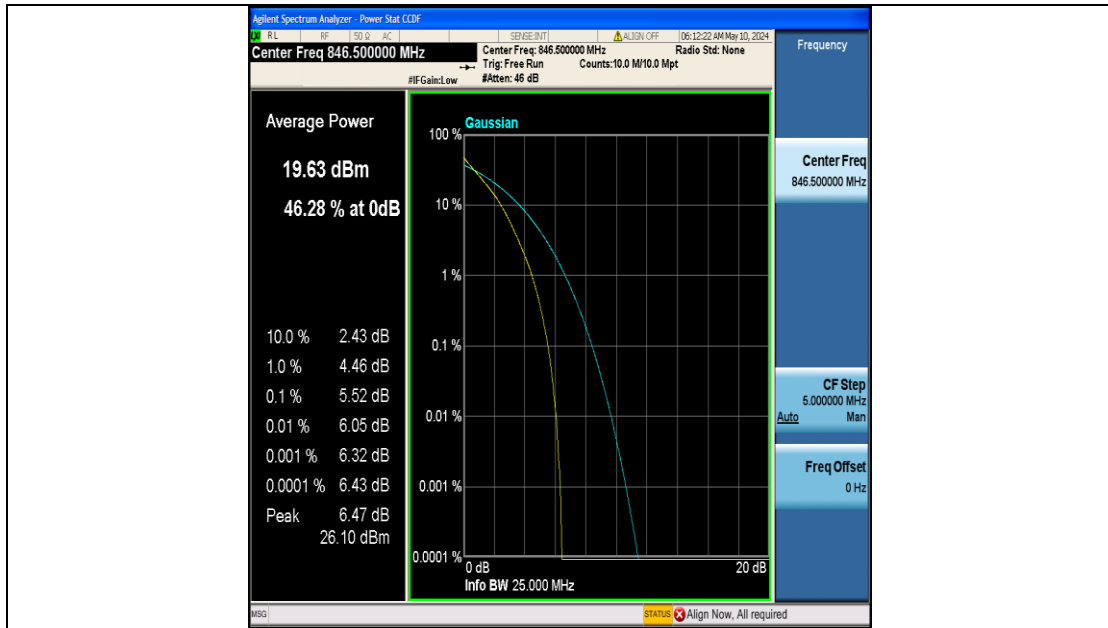 Agilent Spectrum Analyzer - Power Stat CCDF
RL RF 50 Ω AC SENSE:INT ALIGN OFF 06:12:22 AM May 10, 2024
Center Freq 846.500000 MHz
Center Freq: 846.500000 MHz Radio Std: None
Trig: Free Run Counts:10.0 M/10.0 Mpt
#IFGain:Low #Atten: 46 dB
Average Power
19.63 dBm
46.28 % at 0dB
10.0 % 2.43 dB
1.0 % 4.46 dB
0.1 % 5.52 dB
0.01 % 6.05 dB
0.001 % 6.32 dB
0.0001 % 6.43 dB
Peak 6.47 dB
26.10 dBm
Gaussian
100 %
10 %
1 %
0.1 %
0.01 %
0.001 %
0.0001 %
0 dB 20 dB
Info BW 25.000 MHz
Frequency
Center Freq
846.500000 MHz
CF Step
5.000000 MHz
Auto Man
Freq Offset
0 Hz
MSG STATUS Align Now, All required